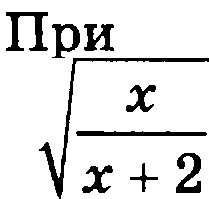 При
√(x/(x + 2))